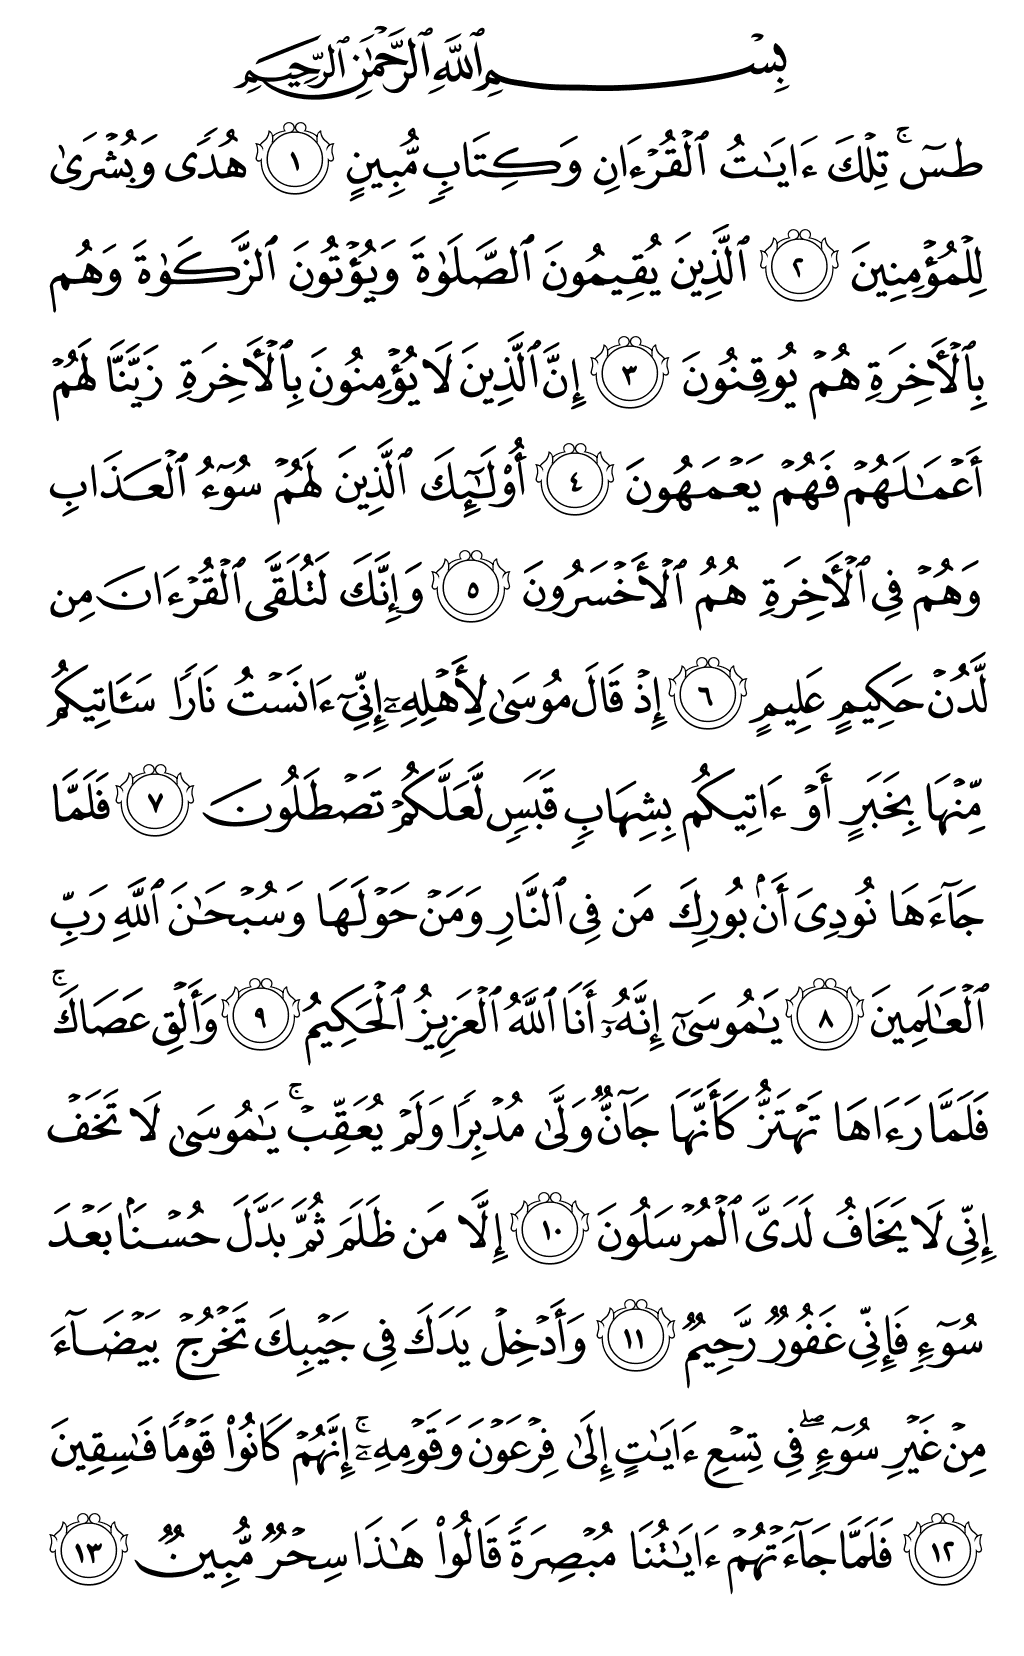 بِسۡمِ ٱللَّهِ ٱلرَّحۡمَٰنِ ٱلرَّحِيمِ
طسٓۚ تِلۡكَ ءَايَٰتُ ٱلۡقُرۡءَانِ وَكِتَابٖ مُّبِينٍ ١ هُدٗى وَبُشۡرَىٰ
لِلۡمُؤۡمِنِينَ ٢ ٱلَّذِينَ يُقِيمُونَ ٱلصَّلَوٰةَ وَيُؤۡتُونَ ٱلزَّكَوٰةَ وَهُم
بِٱلۡأٓخِرَةِ هُمۡ يُوقِنُونَ ٣ إِنَّ ٱلَّذِينَ لَا يُؤۡمِنُونَ بِٱلۡأٓخِرَةِ زَيَّنَّا لَهُمۡ
أَعۡمَٰلَهُمۡ فَهُمۡ يَعۡمَهُونَ ٤ أُوْلَٰٓئِكَ ٱلَّذِينَ لَهُمۡ سُوٓءُ ٱلۡعَذَابِ
وَهُمۡ فِي ٱلۡأٓخِرَةِ هُمُ ٱلۡأَخۡسَرُونَ ٥ وَإِنَّكَ لَتُلَقَّى ٱلۡقُرۡءَانَ مِن
لَّدُنۡ حَكِيمٍ عَلِيمٍ ٦ إِذۡ قَالَ مُوسَىٰ لِأَهۡلِهِۦٓ إِنِّيٓ ءَانَسۡتُ نَارٗا سَـَٔاتِيكُم
مِّنۡهَا بِخَبَرٍ أَوۡ ءَاتِيكُم بِشِهَابٖ قَبَسٖ لَّعَلَّكُمۡ تَصۡطَلُونَ ٧ فَلَمَّا
جَآءَهَا نُودِيَ أَنۢ بُورِكَ مَن فِي ٱلنَّارِ وَمَنۡ حَوۡلَهَا وَسُبۡحَٰنَ ٱللَّهِ رَبِّ
ٱلۡعَٰلَمِينَ ٨ يَٰمُوسَىٰٓ إِنَّهُۥٓ أَنَا ٱللَّهُ ٱلۡعَزِيزُ ٱلۡحَكِيمُ ٩ وَأَلۡقِ عَصَاكَۚ
فَلَمَّا رَءَاهَا تَهۡتَزُّ كَأَنَّهَا جَآنّٞ وَلَّىٰ مُدۡبِرٗا وَلَمۡ يُعَقِّبۡۚ يَٰمُوسَىٰ لَا تَخَفۡ
إِنِّي لَا يَخَافُ لَدَيَّ ٱلۡمُرۡسَلُونَ ١٠ إِلَّا مَن ظَلَمَ ثُمَّ بَدَّلَ حُسۡنَۢا بَعۡدَ
سُوٓءٖ فَإِنِّي غَفُورٞ رَّحِيمٞ ١١ وَأَدۡخِلۡ يَدَكَ فِي جَيۡبِكَ تَخۡرُجۡ بَيۡضَآءَ
مِنۡ غَيۡرِ سُوٓءٖۖ فِي تِسۡعِ ءَايَٰتٍ إِلَىٰ فِرۡعَوۡنَ وَقَوۡمِهِۦٓۚ إِنَّهُمۡ كَانُواْ قَوۡمٗا فَٰسِقِينَ
١٢ فَلَمَّا جَآءَتۡهُمۡ ءَايَٰتُنَا مُبۡصِرَةٗ قَالُواْ هَٰذَا سِحۡرٞ مُّبِينٞ ١٣